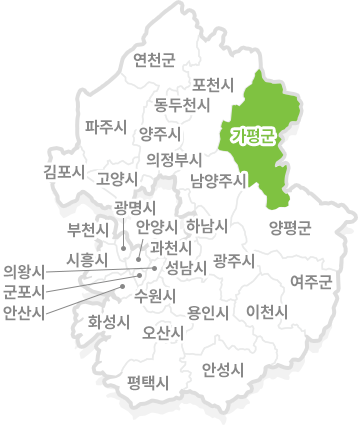 연천군
포천시
동두천시
가평군
파주시
양주시
의정부시
김포시
고양시
남양주시
광명시
부천시
안양시
하남시
양평군
과천시
시흥시
성남시
광주시
의왕시
여주군
군포시
수원시
안산시
용인시
이천시
화성시
오산시
안성시
평택시